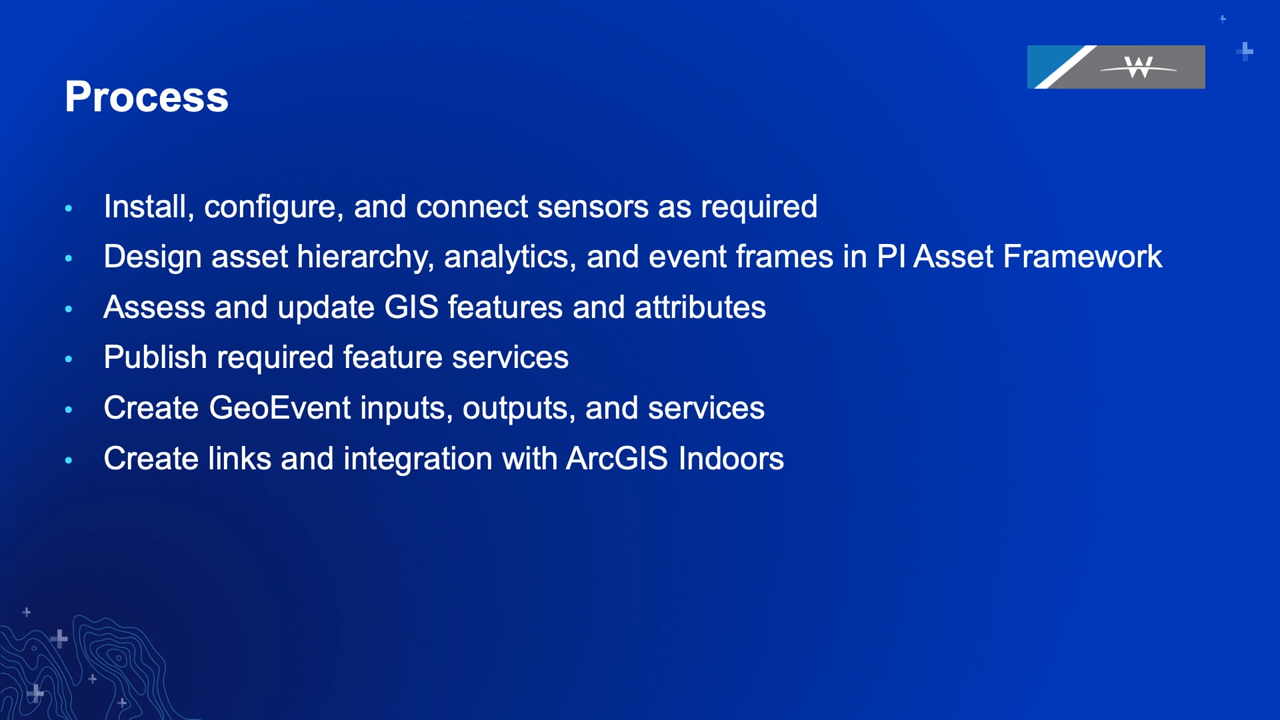 Process
W
• Install, configure, and connect sensors as required
• Design asset hierarchy, analytics, and event frames in PI Asset Framework
• Assess and update GIS features and attributes
• Publish required feature services
• Create GeoEvent inputs, outputs, and services
• Create links and integration with ArcGIS Indoors